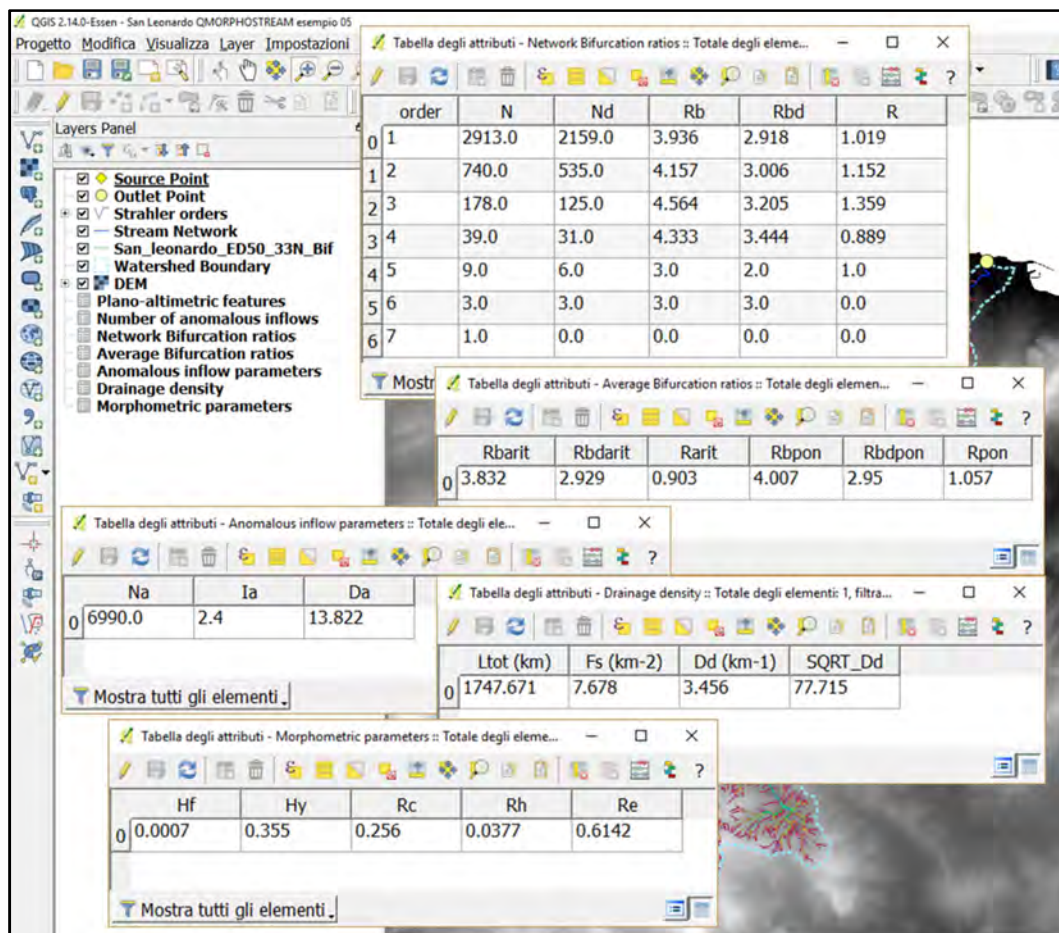 QGIS 2.14.0-Essen - San Leonardo QMORPHOSTREAM esempio 05
Progetto Modifica Visualizza Layer Impostazioni
Layers Panel
Source Point
Outlet Point
Strahler orders
Stream Network
San_leonardo_ED50_33N_Bif
Watershed Boundary
DEM
Plano-altimetric features
Number of anomalous inflows
Network Bifurcation ratios
Average Bifurcation ratios
Anomalous inflow parameters
Drainage density
Morphometric parameters
Tabella degli attributi - Network Bifurcation ratios :: Totale degli eleme...
order N Nd Rb Rbd R
0 1 2913.0 2159.0 3.936 2.918 1.019
1 2 740.0 535.0 4.157 3.006 1.152
2 3 178.0 125.0 4.564 3.205 1.359
3 4 39.0 31.0 4.333 3.444 0.889
4 5 9.0 6.0 3.0 2.0 1.0
5 6 3.0 3.0 3.0 3.0 0.0
6 7 1.0 0.0 0.0 0.0 0.0
Mostr
Tabella degli attributi - Average Bifurcation ratios :: Totale degli elemen...
Rbarit Rbdarit Rarit Rbpon Rbdpon Rpon
0 3.832 2.929 0.903 4.007 2.95 1.057
Tabella degli attributi - Anomalous inflow parameters :: Totale degli ele...
Na Ia Da
0 6990.0 2.4 13.822
Mostra tutti gli elementi
Tabella degli attributi - Drainage density :: Totale degli elementi: 1, filtra...
Ltot (km) Fs (km-2) Dd (km-1) SQRT_Dd
0 1747.671 7.678 3.456 77.715
Tabella degli attributi - Morphometric parameters :: Totale degli eleme...
Hf Hy Rc Rh Re
0 0.0007 0.355 0.256 0.0377 0.6142
Mostra tutti gli elementi